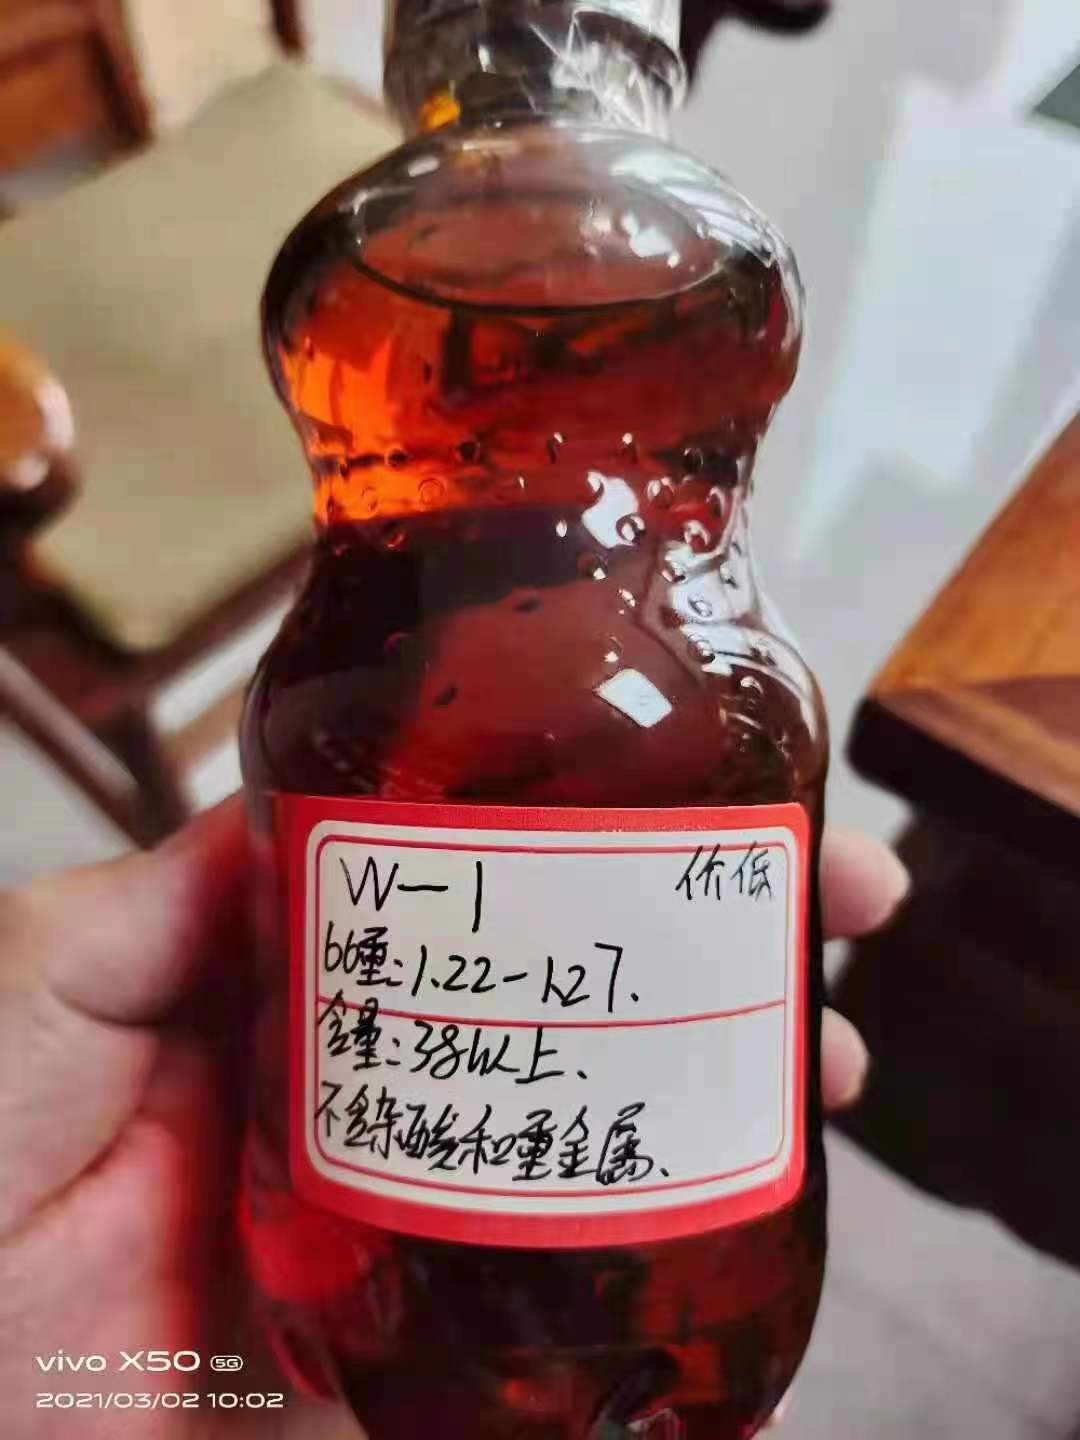 W-1 价低
比重:1.22-1.27.
含量:38以上.
不含杂酸和重金属.
vivo X50 5G
2021/03/02 10:02